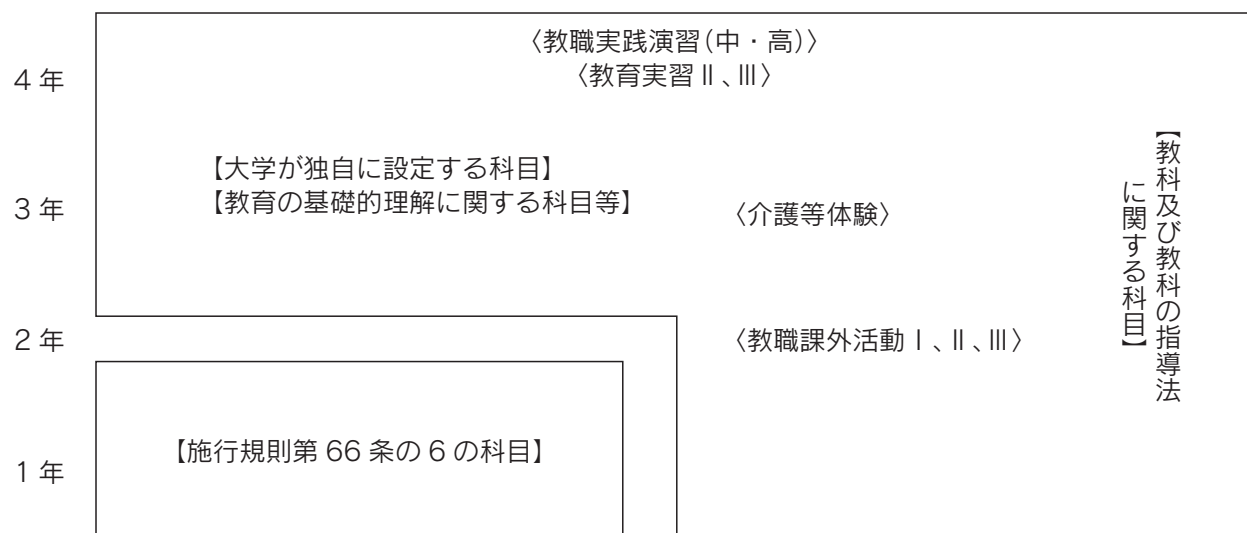 〈教職実践演習(中・高)〉
4 年
〈教育実習Ⅱ、Ⅲ〉
【大学が独自に設定する科目】
3 年
【教育の基礎的理解に関する科目等】
〈介護等体験〉
【教科及び教科の指導法
に関する科目】
2 年
〈教職課外活動Ⅰ、Ⅱ、Ⅲ〉
【施行規則第 66 条の 6 の科目】
1 年